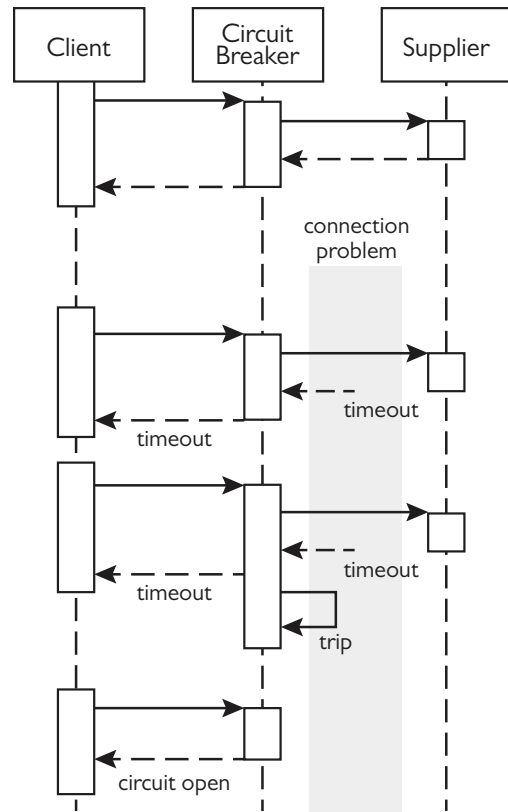 Client
Circuit
Breaker
Supplier
connection
problem
timeout
timeout
timeout
timeout
trip
circuit open